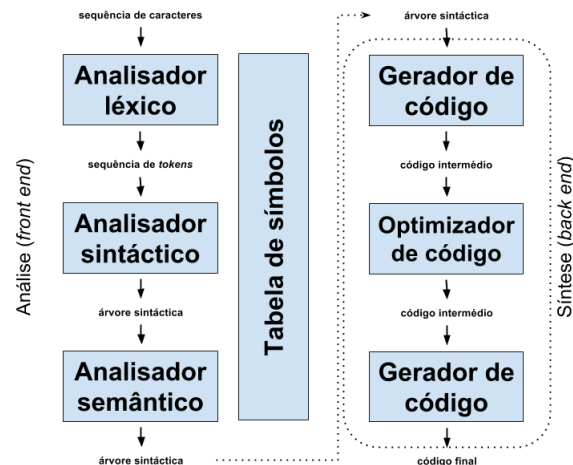 sequência de caracteres
Analisador
léxico
sequência de tokens
Analisador
sintáctico
árvore sintáctica
Analisador
semântico
árvore sintáctica
Análise (front end)
Tabela de símbolos
árvore sintáctica
Gerador de
código
código intermédio
Optimizador
de código
código intermédio
Gerador de
código
código final
Síntese (back end)